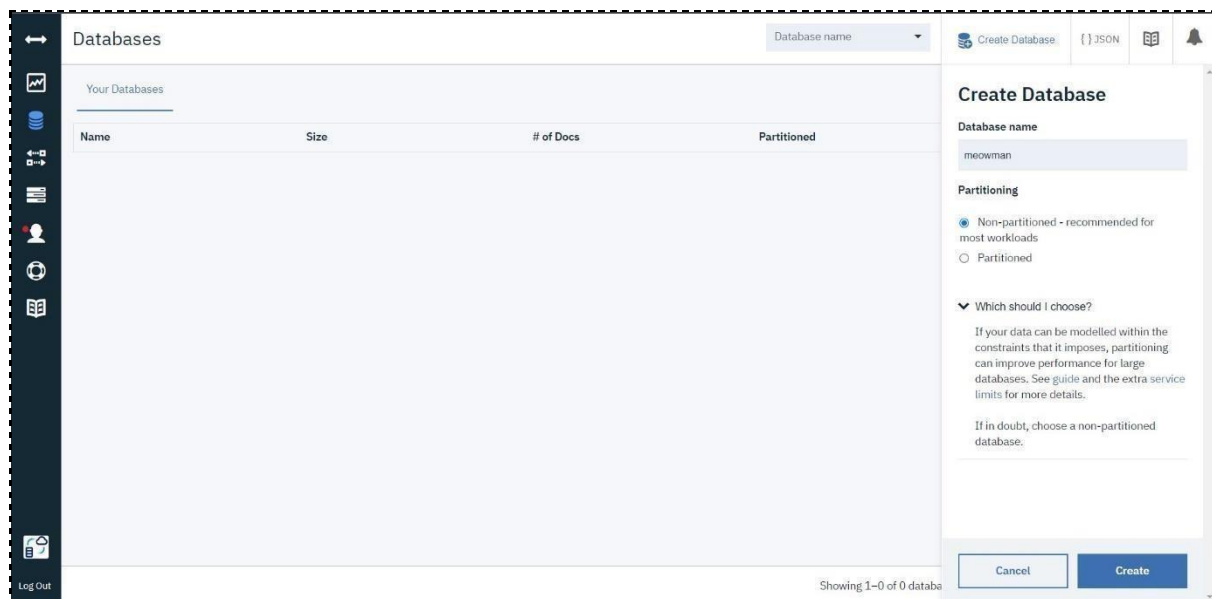 Databases
Database name
Create Database
{ } JSON
Your Databases
Name Size # of Docs Partitioned
Create Database
Database name
meowman
Partitioning
Non-partitioned - recommended for
most workloads
Partitioned
Which should I choose?
If your data can be modelled within the
constraints that it imposes, partitioning
can improve performance for large
databases. See guide and the extra service
limits for more details.
If in doubt, choose a non-partitioned
database.
Cancel Create
Log Out
Showing 1–0 of 0 databa